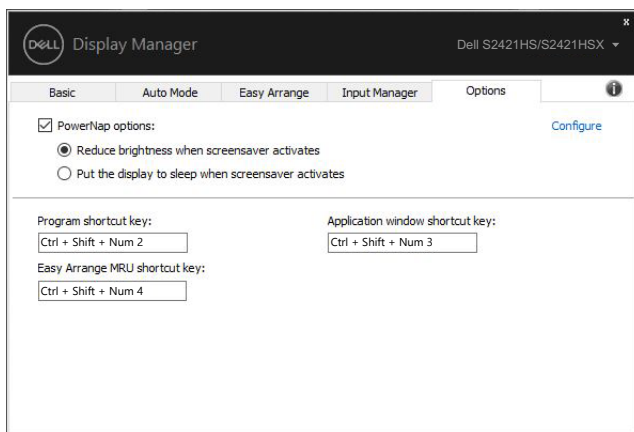 x
DELL Display Manager
Dell S2421HS/S2421HSX
Basic Auto Mode Easy Arrange Input Manager Options i
PowerNap options: Configure
Reduce brightness when screensaver activates
Put the display to sleep when screensaver activates
Program shortcut key: Application window shortcut key:
Ctrl + Shift + Num 2 Ctrl + Shift + Num 3
Easy Arrange MRU shortcut key:
Ctrl + Shift + Num 4